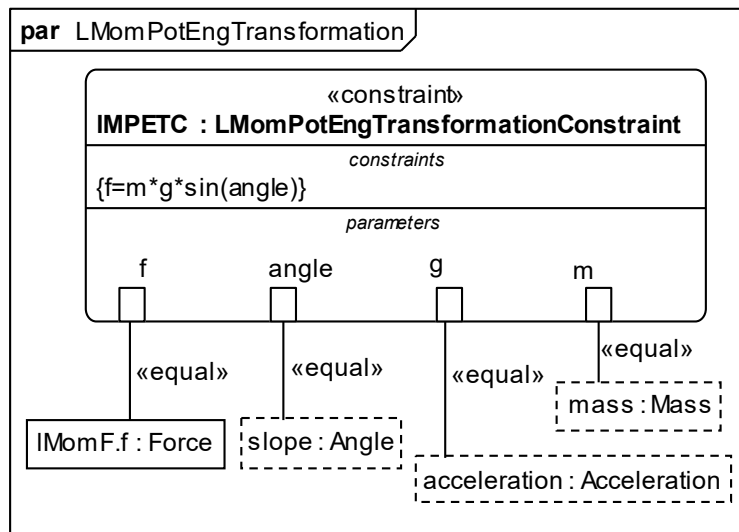 par LMomPotEngTransformation
«constraint»
lMPETC : LMomPotEngTransformationConstraint
constraints
{f=m*g*sin(angle)}
parameters
f angle g m
«equal» «equal» «equal» «equal»
lMomF.f : Force
slope : Angle
mass : Mass
acceleration : Acceleration